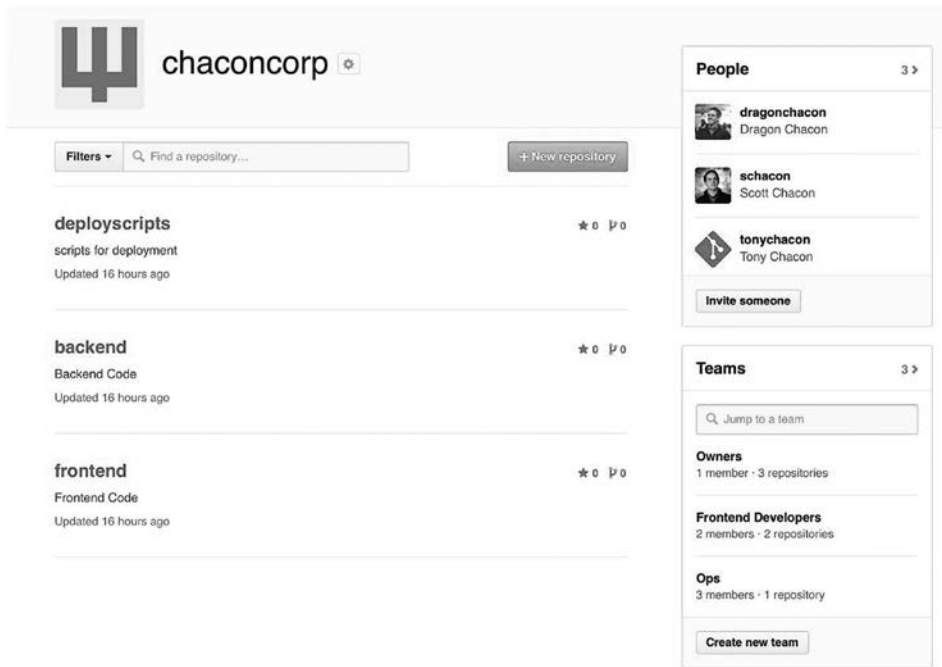 chaconcorp
Filters
Find a repository...
+ New repository
deployscripts
0 0
scripts for deployment
Updated 16 hours ago
backend
0 0
Backend Code
Updated 16 hours ago
frontend
0 0
Frontend Code
Updated 16 hours ago
People 3
dragonchacon
Dragon Chacon
schacon
Scott Chacon
tonychacon
Tony Chacon
Invite someone
Teams 3
Jump to a team
Owners
1 member · 3 repositories
Frontend Developers
2 members · 2 repositories
Ops
3 members · 1 repository
Create new team